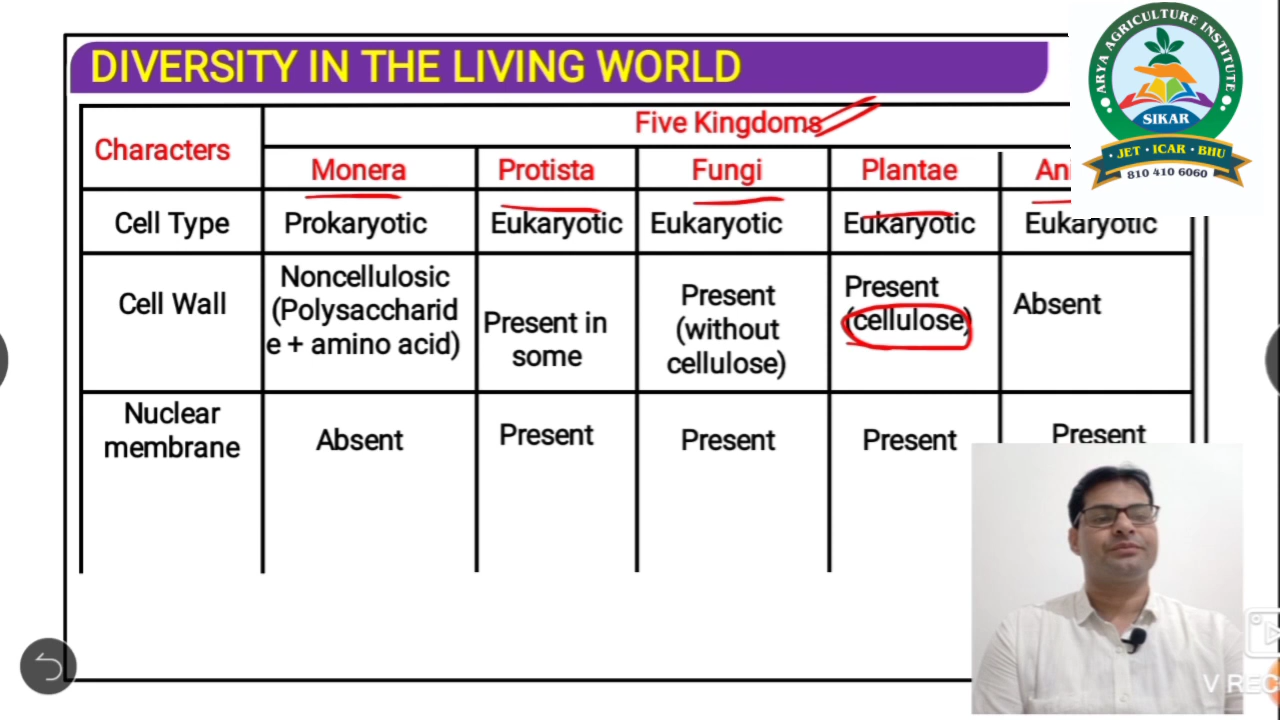 DIVERSITY IN THE LIVING WORLD
ARYA AGRICULTURE INSTITUTE
SIKAR
· JET · ICAR · BHU
810 410 6060
Characters
Five Kingdoms
Monera
Protista
Fungi
Plantae
Ani
Cell Type
Prokaryotic
Eukaryotic
Eukaryotic
Eukaryotic
Eukaryotic
Cell Wall
Noncellulosic
(Polysaccharid
e + amino acid)
Present in
some
Present
(without
cellulose)
Present
(cellulose)
Absent
Nuclear
membrane
Absent
Present
Present
Present
Present
V REC